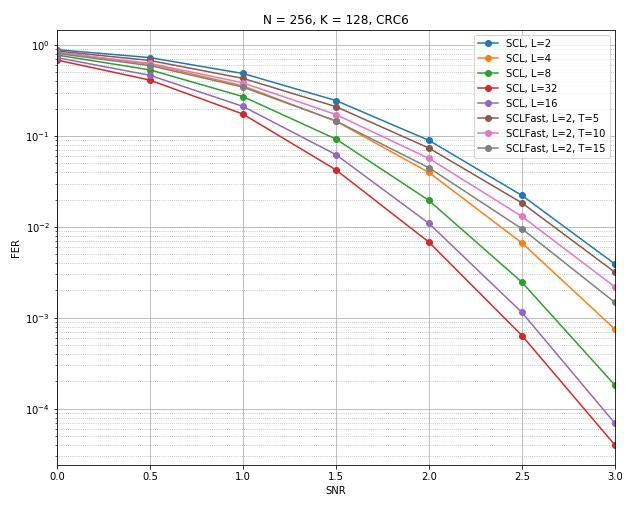 N = 256, K = 128, CRC6
SCL, L=2
SCL, L=4
SCL, L=8
SCL, L=32
SCL, L=16
SCLFast, L=2, T=5
SCLFast, L=2, T=10
SCLFast, L=2, T=15
10⁰
10⁻¹
10⁻²
10⁻³
10⁻⁴
FER
0.0 0.5 1.0 1.5 2.0 2.5 3.0
SNR